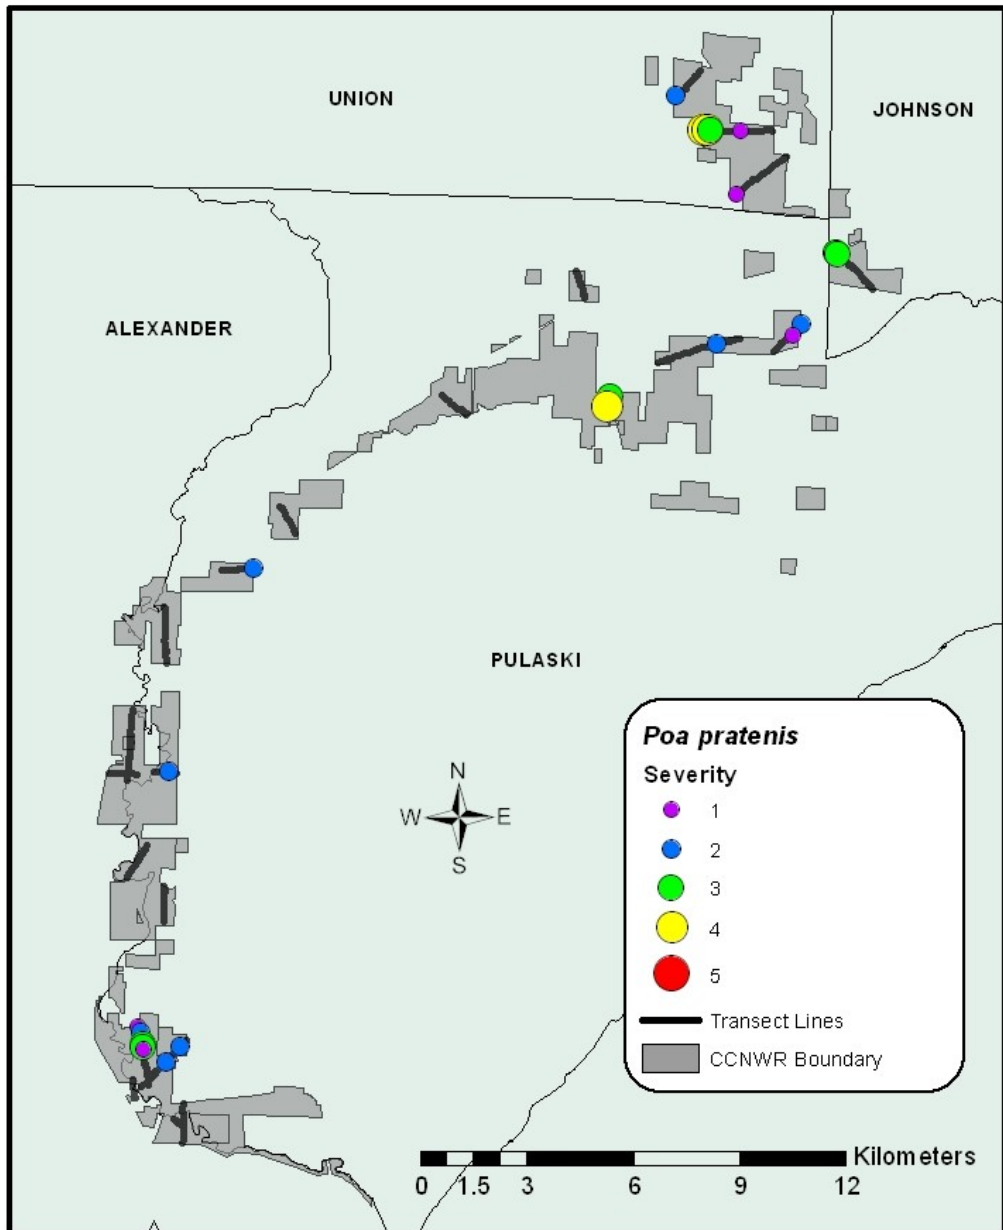 UNION
JOHNSON
ALEXANDER
PULASKI
N
W E
S
Poa pratenis
Severity
1
2
3
4
5
Transect Lines
CCNWR Boundary
Kilometers
0 1.5 3 6 9 12